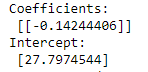 Coefficients:
[[-0.14244406]]
Intercept:
[27.7974544]